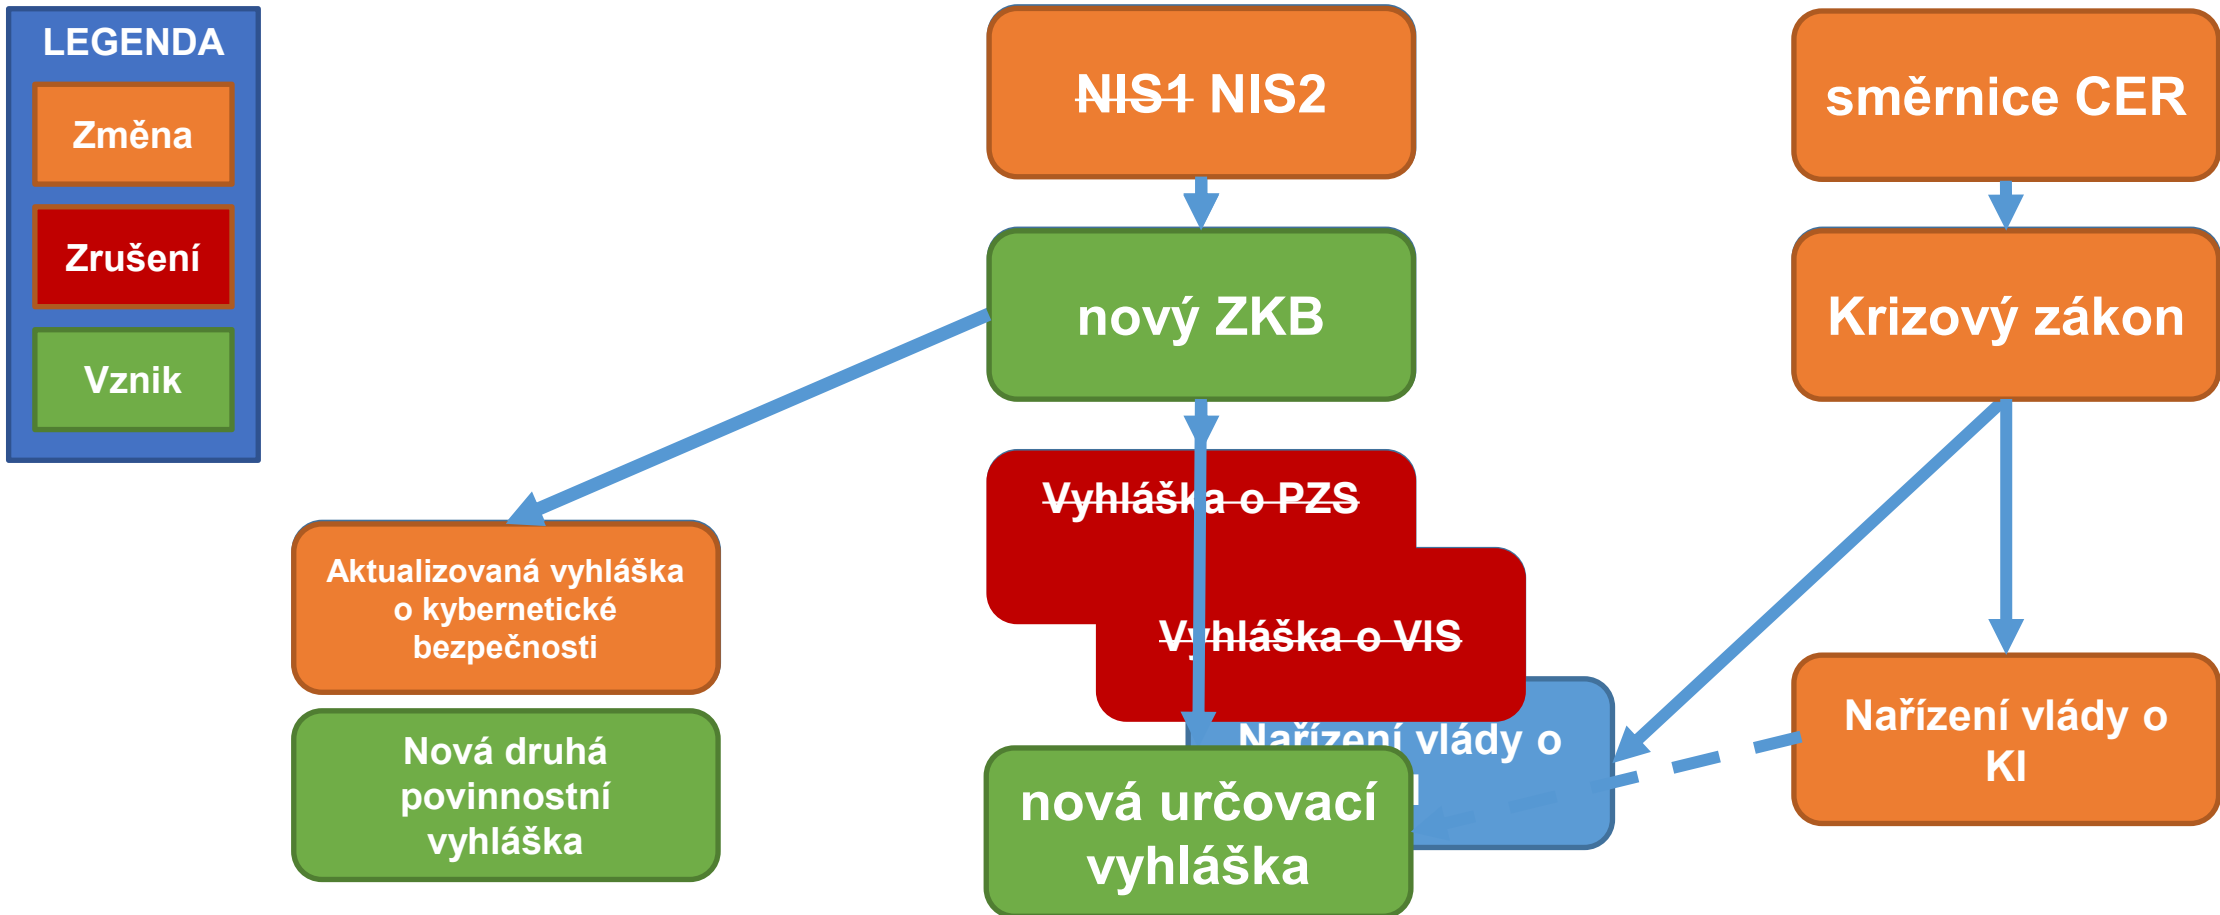 LEGENDA
Změna
Zrušení
Vznik
NIS1 NIS2
směrnice CER
nový ZKB
Krizový zákon
Vyhláška o PZS
Vyhláška o VIS
Aktualizovaná vyhláška
o kybernetické
bezpečnosti
Nová druhá
povinnostní
vyhláška
Nařízení vlády o
nová určovací
vyhláška
Nařízení vlády o
KI